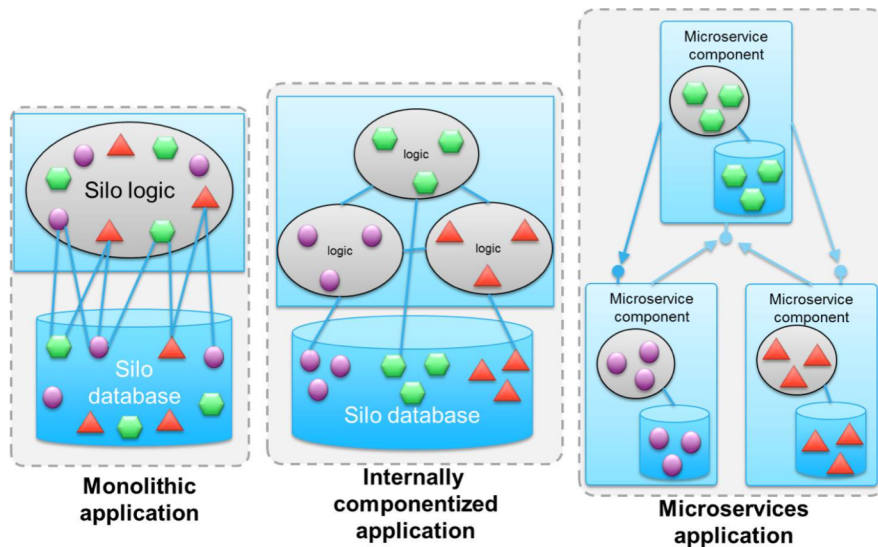 Silo logic
Silo
database
Monolithic
application
logic
logic
logic
Silo database
Internally
componentized
application
Microservice
component
Microservice
component
Microservice
component
Microservices
application